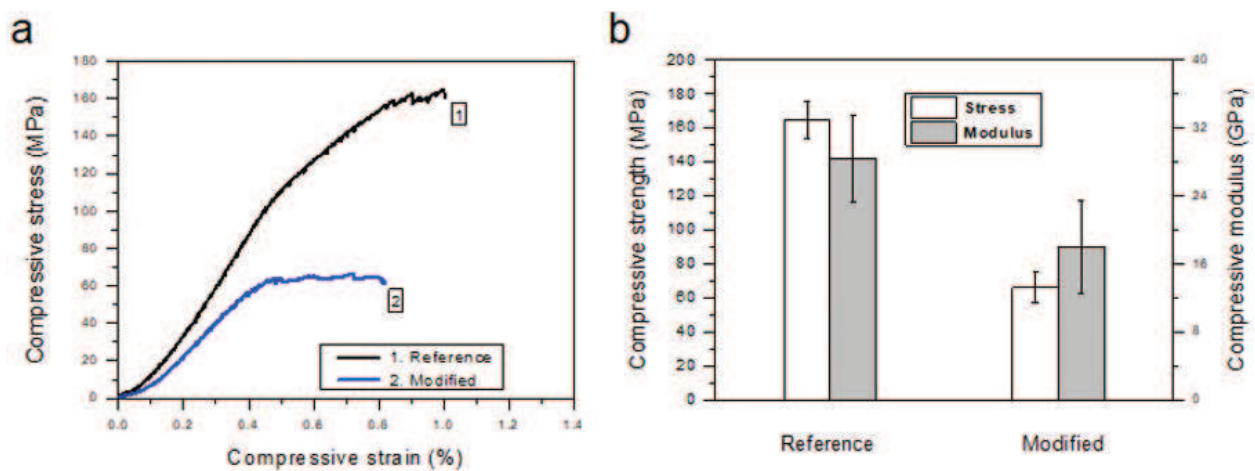 a
Compressive stress (MPa)
180
160
140
120
100
80
60
40
20
0
0.0 0.2 0.4 0.6 0.8 1.0 1.2 1.4
Compressive strain (%)
1
2
1. Reference
2. Modified
b
Compressive strength (MPa)
200
180
160
140
120
100
80
60
40
20
0
Stress
Modulus
Reference Modified
40
32
24
16
8
0
Compressive modulus (GPa)